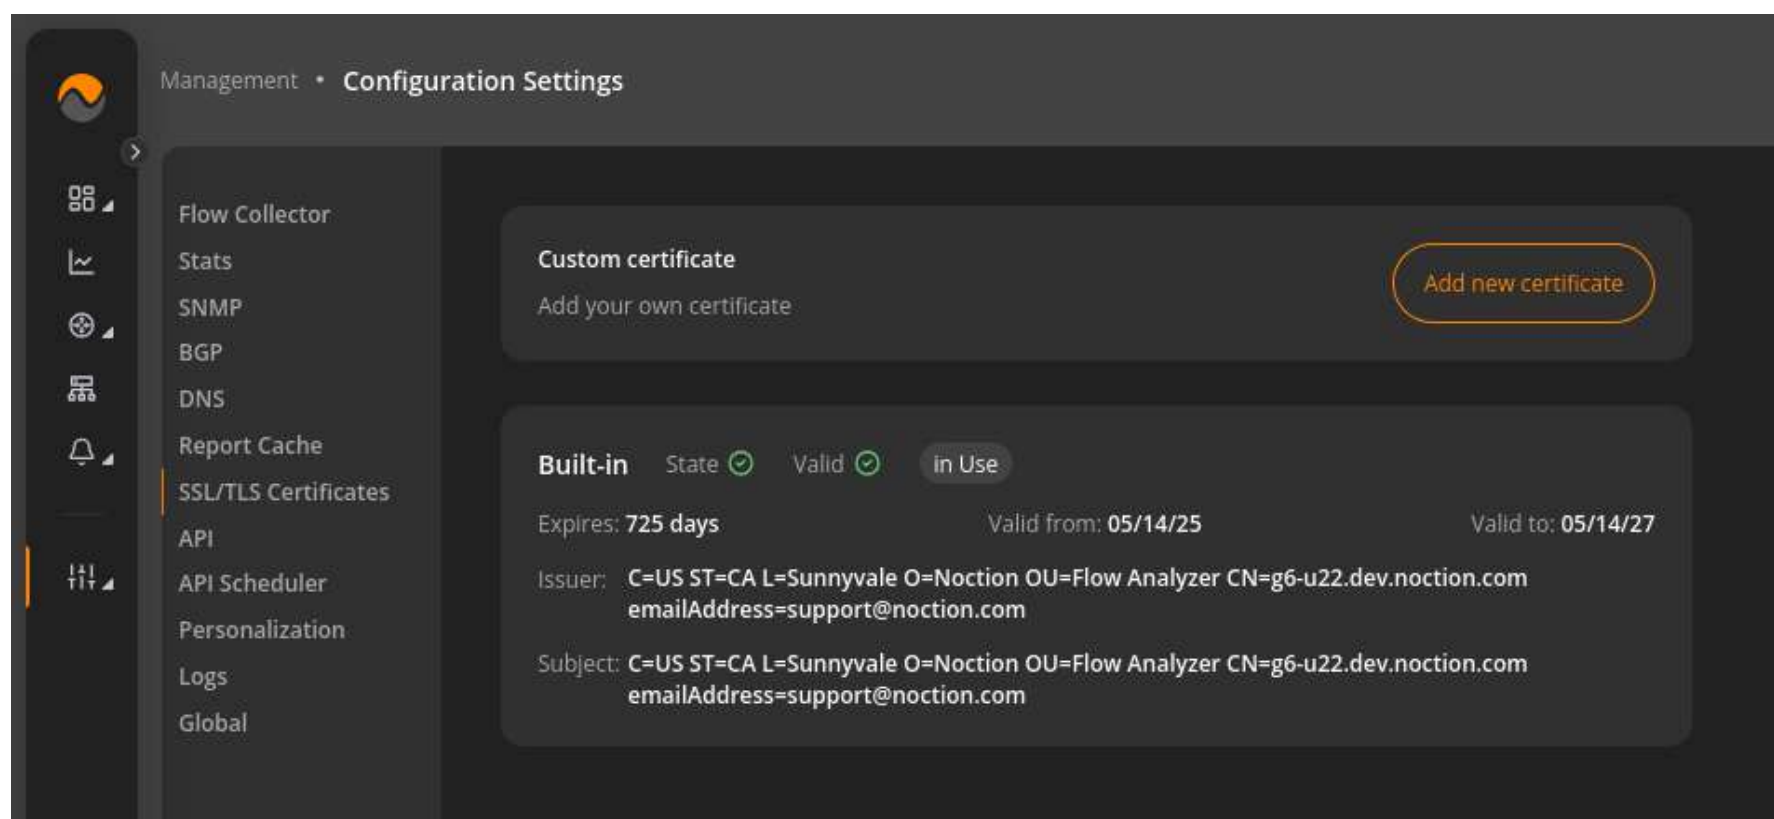 Management • Configuration Settings
Flow Collector
Stats
SNMP
BGP
DNS
Report Cache
SSL/TLS Certificates
API
API Scheduler
Personalization
Logs
Global
Custom certificate
Add your own certificate
Add new certificate
Built-in State Valid in Use
Expires: 725 days Valid from: 05/14/25 Valid to: 05/14/27
Issuer: C=US ST=CA L=Sunnyvale O=Noction OU=Flow Analyzer CN=g6-u22.dev.noction.com
emailAddress=support@noction.com
Subject: C=US ST=CA L=Sunnyvale O=Noction OU=Flow Analyzer CN=g6-u22.dev.noction.com
emailAddress=support@noction.com